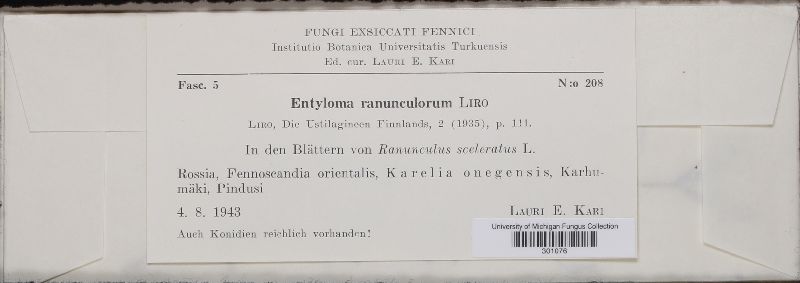 FUNGI EXSICCATI FENNICI
Institutio Botanica Universitatis Turkuensis
Ed. cur. LAURI E. KARI
Fasc. 5 N:o 208
Entyloma ranunculorum LIRO
LIRO, Die Ustilagineen Finnlands, 2 (1935), p. 111.
In den Blättern von Ranunculus sceleratus L.
Rossia, Fennoscandia orientalis, Karelia onegensis, Karhu-
mäki, Pindusi
4. 8. 1943 LAURI E. KARI
Auch Konidien reichlich vorhanden!
University of Michigan Fungus Collection
301076